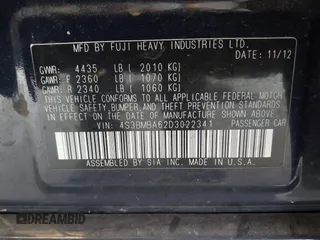 MFD BY FUJI HEAVY INDUSTRIES LTD.
DATE: 11/12
GVWR: 4435 LB ( 2010 KG)
GAWR: F 2360 LB ( 1070 KG)
GAWR: R 2340 LB ( 1060 KG)
THIS VEHICLE CONFORMS TO ALL APPLICABLE FEDERAL MOTOR
VEHICLE SAFETY,BUMPER,AND THEFT PREVENTION STANDARDS
IN EFFECT ON THE DATE OF MANUFACTURE SHOWN ABOVE.
VIN: 4S3BMBA62D3022341 PASSENGER CAR
ASSEMBLED BY SIA INC. MADE IN U.S.A.
DREAMBID